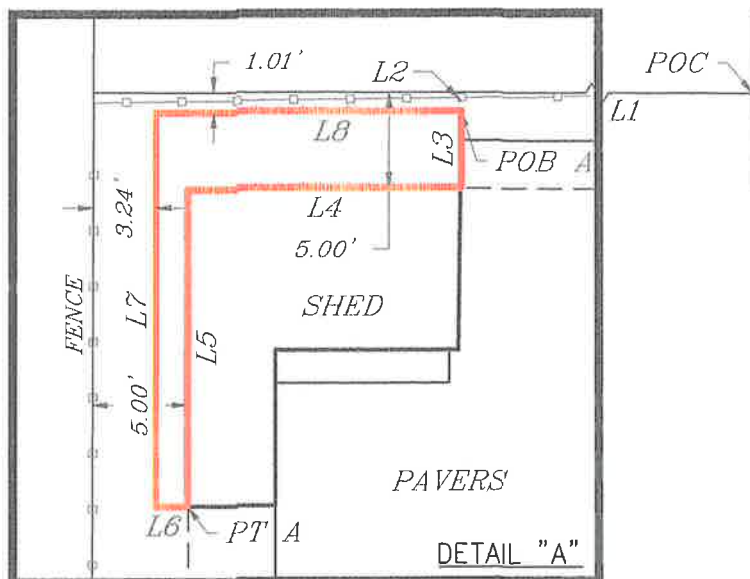 1.01'
L2
POC
L1
L8
L3
POB A
3.24'
L4
5.00'
FENCE
L7
L5
SHED
5.00'
PAVERS
L6
PT A
DETAIL "A"